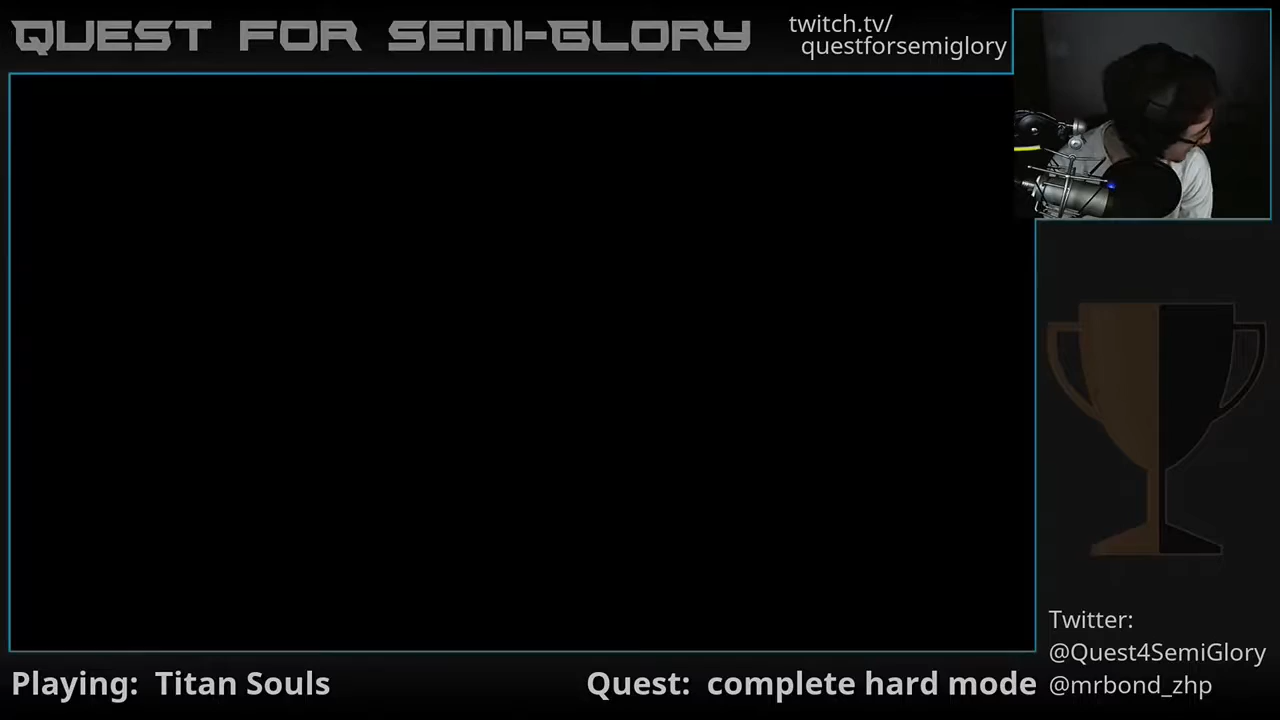 QUEST FOR SEMI-GLORY
twitch.tv/
questforsemiglory
Twitter:
@Quest4SemiGlory
@mrbond_zhp
Playing: Titan Souls
Quest: complete hard mode